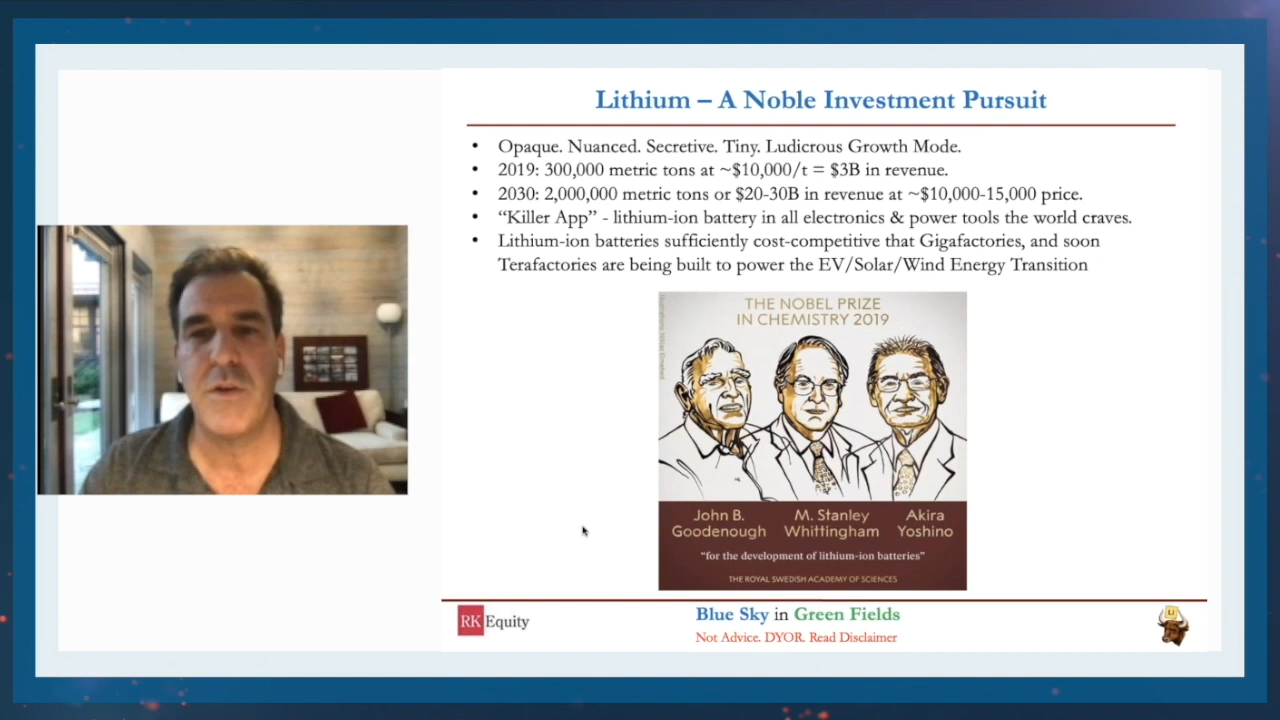 Lithium – A Noble Investment Pursuit
• Opaque. Nuanced. Secretive. Tiny. Ludicrous Growth Mode.
• 2019: 300,000 metric tons at ~$10,000/t = $3B in revenue.
• 2030: 2,000,000 metric tons or $20-30B in revenue at ~$10,000-15,000 price.
• “Killer App” - lithium-ion battery in all electronics & power tools the world craves.
• Lithium-ion batteries sufficiently cost-competitive that Gigafactories, and soon
Terafactories are being built to power the EV/Solar/Wind Energy Transition
THE NOBEL PRIZE
IN CHEMISTRY 2019
John B.
Goodenough
M. Stanley
Whittingham
Akira
Yoshino
“for the development of lithium-ion batteries”
THE ROYAL SWEDISH ACADEMY OF SCIENCES
RK Equity
Blue Sky in Green Fields
Not Advice. DYOR. Read Disclaimer